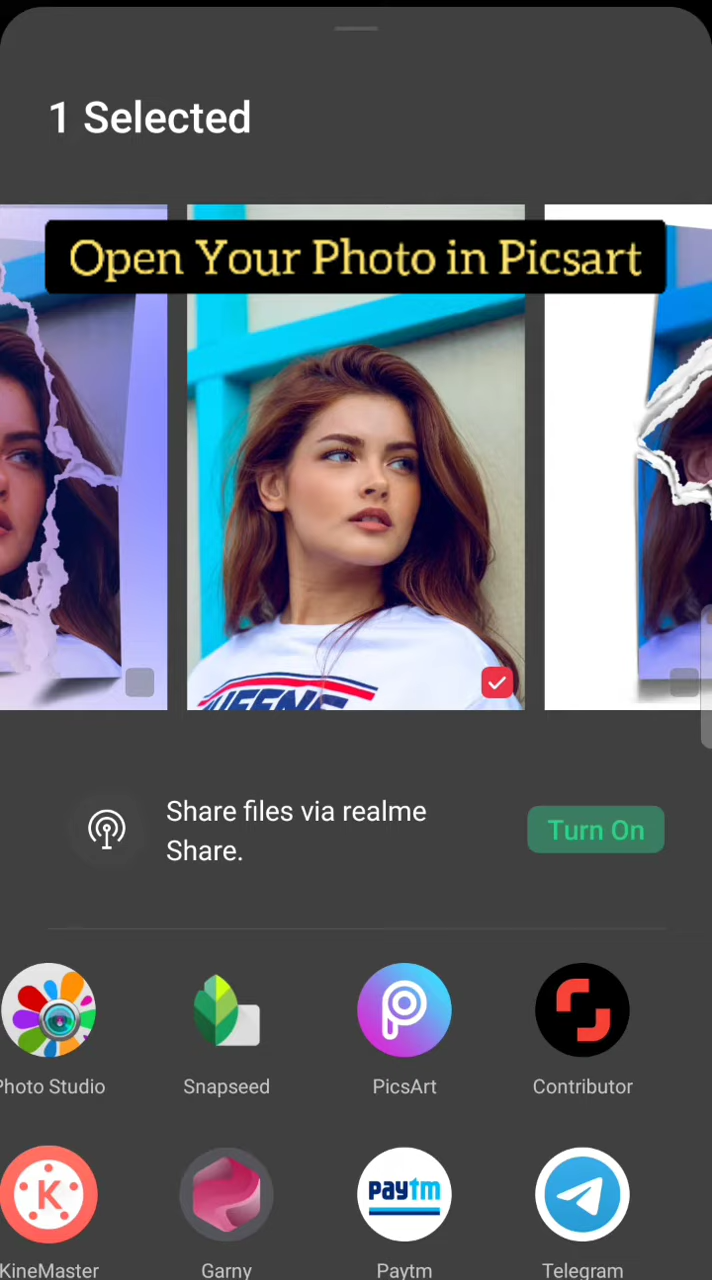 1 Selected
Open Your Photo in Picsart
QUEENS
Share files via realme
Share.
Turn On
Photo Studio
Snapseed
PicsArt
Contributor
K
KineMaster
Garny
paytm
Paytm
Telegram